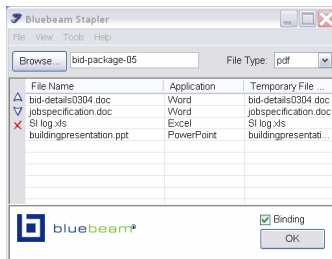 Bluebeam Stapler
File View Tools Help
Browse... bid-package-05 File Type: pdf
File Name Application Temporary File ...
bid-details0304.doc Word bid-details0304.doc
jobspecification.doc Word jobspecification.doc
SI log.xls Excel SI log.xls
buildingpresentation.ppt PowerPoint buildingpresentati...
Binding
bluebeam®
OK